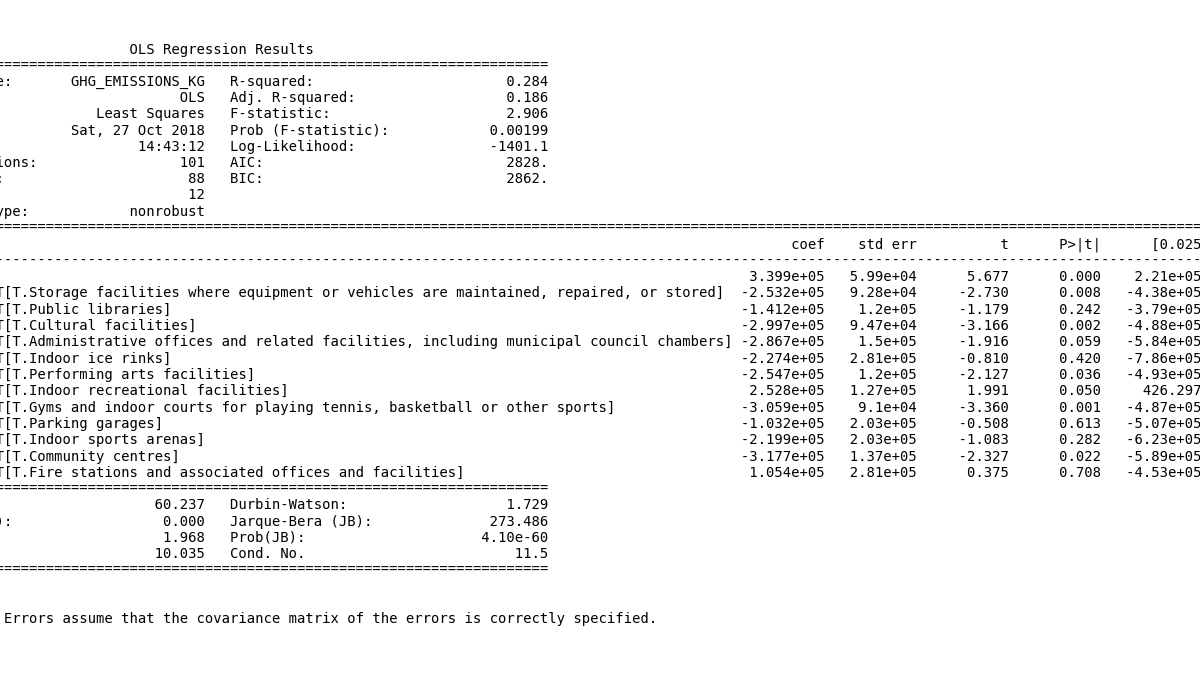 OLS Regression Results
==============================================================================
e: GHG_EMISSIONS_KG R-squared: 0.284
OLS Adj. R-squared: 0.186
Least Squares F-statistic: 2.906
Sat, 27 Oct 2018 Prob (F-statistic): 0.00199
14:43:12 Log-Likelihood: -1401.1
ions: 101 AIC: 2828.
: 88 BIC: 2862.
12
ype: nonrobust
==============================================================================
coef std err t P>|t| [0.025
------------------------------------------------------------------------------
3.399e+05 5.99e+04 5.677 0.000 2.21e+05
T[T.Storage facilities where equipment or vehicles are maintained, repaired, or stored] -2.532e+05 9.28e+04 -2.730 0.008 -4.38e+05
T[T.Public libraries] -1.412e+05 1.2e+05 -1.179 0.242 -3.79e+05
T[T.Cultural facilities] -2.997e+05 9.47e+04 -3.166 0.002 -4.88e+05
T[T.Administrative offices and related facilities, including municipal council chambers] -2.867e+05 1.5e+05 -1.916 0.059 -5.84e+05
T[T.Indoor ice rinks] -2.274e+05 2.81e+05 -0.810 0.420 -7.86e+05
T[T.Performing arts facilities] -2.547e+05 1.2e+05 -2.127 0.036 -4.93e+05
T[T.Indoor recreational facilities] 2.528e+05 1.27e+05 1.991 0.050 426.297
T[T.Gyms and indoor courts for playing tennis, basketball or other sports] -3.059e+05 9.1e+04 -3.360 0.001 -4.87e+05
T[T.Parking garages] -1.032e+05 2.03e+05 -0.508 0.613 -5.07e+05
T[T.Indoor sports arenas] -2.199e+05 2.03e+05 -1.083 0.282 -6.23e+05
T[T.Community centres] -3.177e+05 1.37e+05 -2.327 0.022 -5.89e+05
T[T.Fire stations and associated offices and facilities] 1.054e+05 2.81e+05 0.375 0.708 -4.53e+05
==============================================================================
60.237 Durbin-Watson: 1.729
): 0.000 Jarque-Bera (JB): 273.486
1.968 Prob(JB): 4.10e-60
10.035 Cond. No. 11.5
==============================================================================
Errors assume that the covariance matrix of the errors is correctly specified.